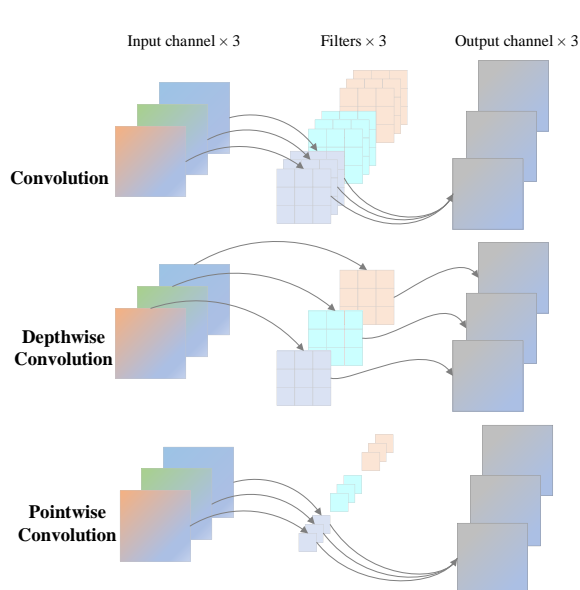 Input channel × 3
Filters × 3
Output channel × 3
Convolution
Depthwise
Convolution
Pointwise
Convolution